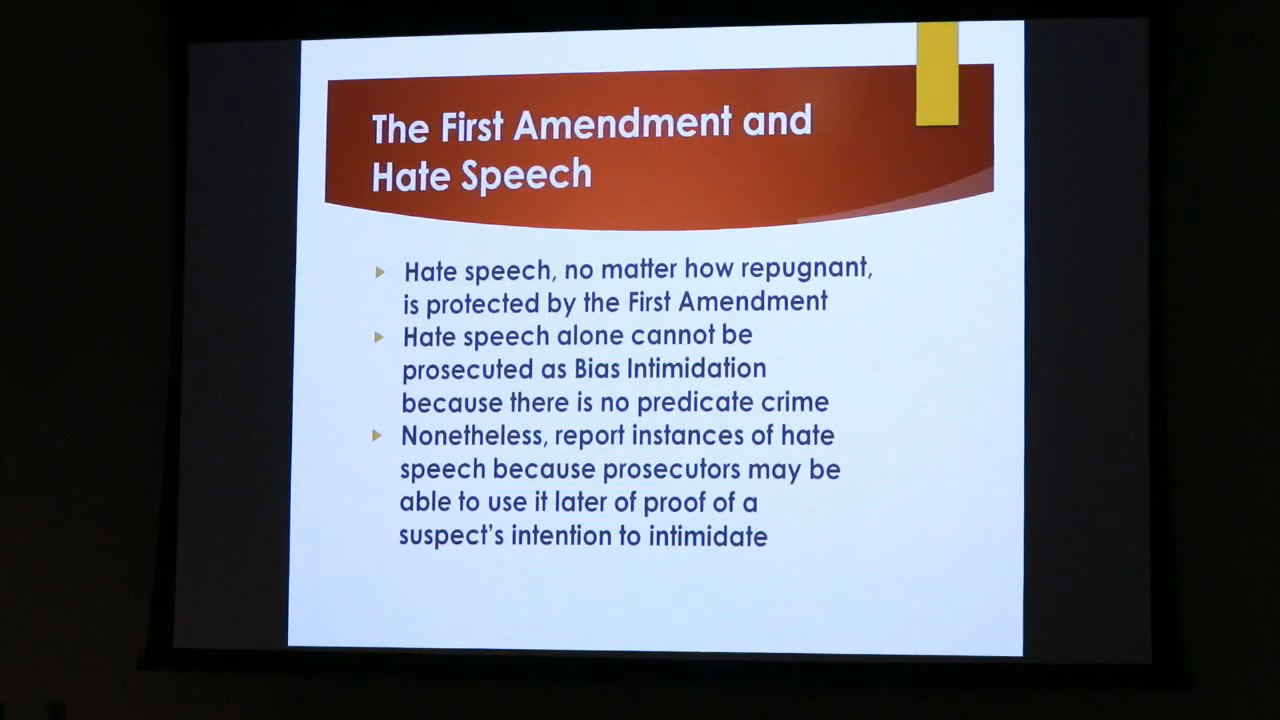 The First Amendment and
Hate Speech
Hate speech, no matter how repugnant,
is protected by the First Amendment
Hate speech alone cannot be
prosecuted as Bias Intimidation
because there is no predicate crime
Nonetheless, report instances of hate
speech because prosecutors may be
able to use it later of proof of a
suspect's intention to intimidate